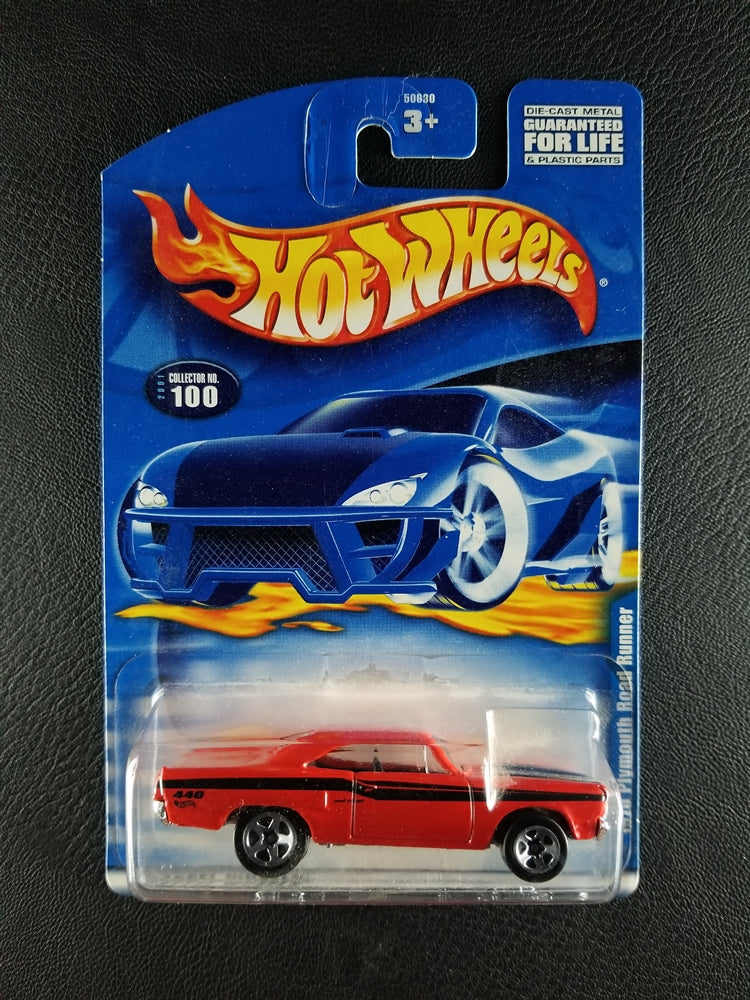 50630
3+
DIE-CAST METAL
GUARANTEED
FOR LIFE
& PLASTIC PARTS
HOT WHEELS
®
2001
COLLECTOR NO.
100
Plymouth Road Runner
440